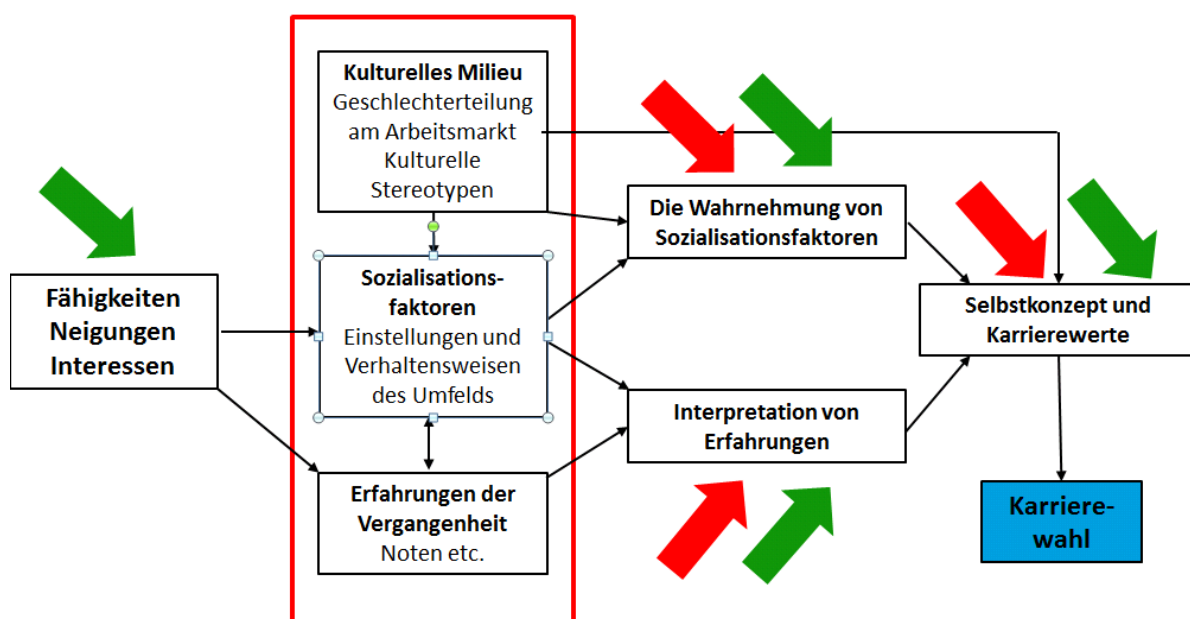 Kulturelles Milieu
Geschlechterteilung
am Arbeitsmarkt
Kulturelle
Stereotypen
Die Wahrnehmung von
Sozialisationsfaktoren
Fähigkeiten
Neigungen
Interessen
Sozialisations-
faktoren
Einstellungen und
Verhaltensweisen
des Umfelds
Selbstkonzept und
Karrierewerte
Interpretation von
Erfahrungen
Erfahrungen der
Vergangenheit
Noten etc.
Karriere-
wahl